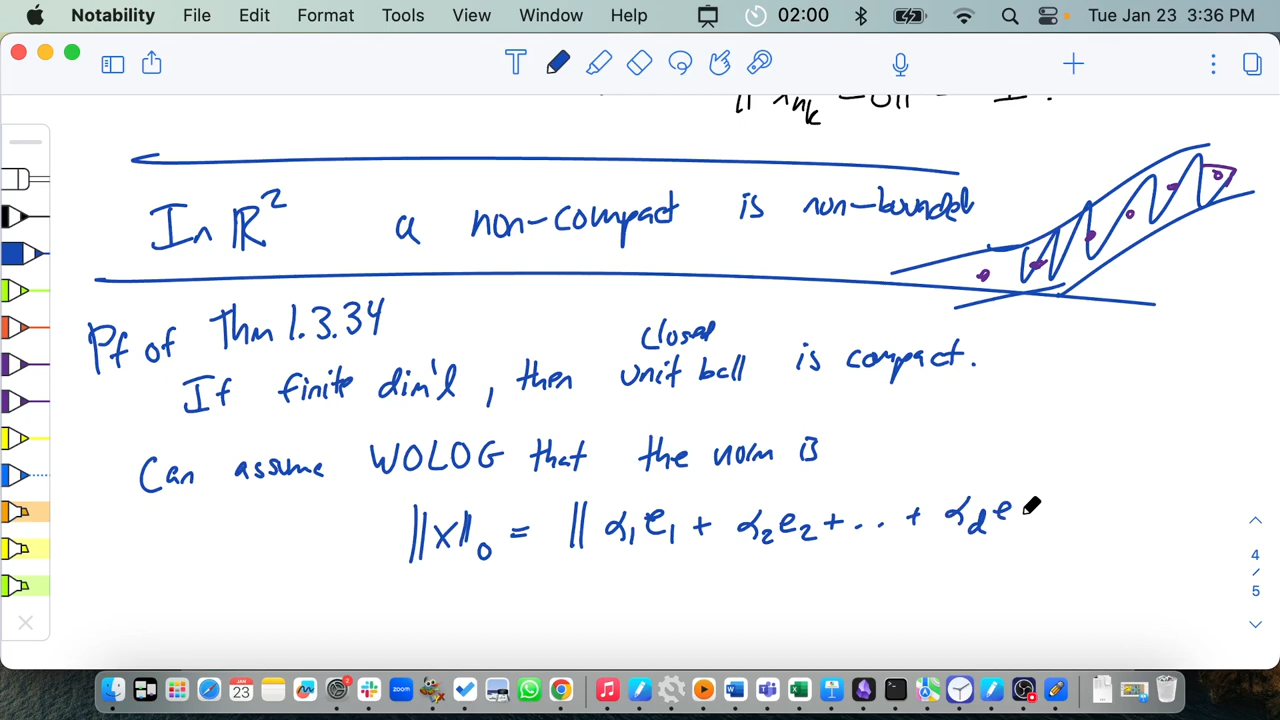 Notability File Edit Format Tools View Window Help 02:00 Tue Jan 23 3:36 PM
In ℝ² a non-compact is non-bounded
Pf of Thm 1.3.34
closed
If finite dim'l, then unit ball is compact.
Can assume WOLOG that the norm is
||x||₀ = || α₁e₁ + α₂e₂ + ... + α_d e
4
/
5
23
zoom